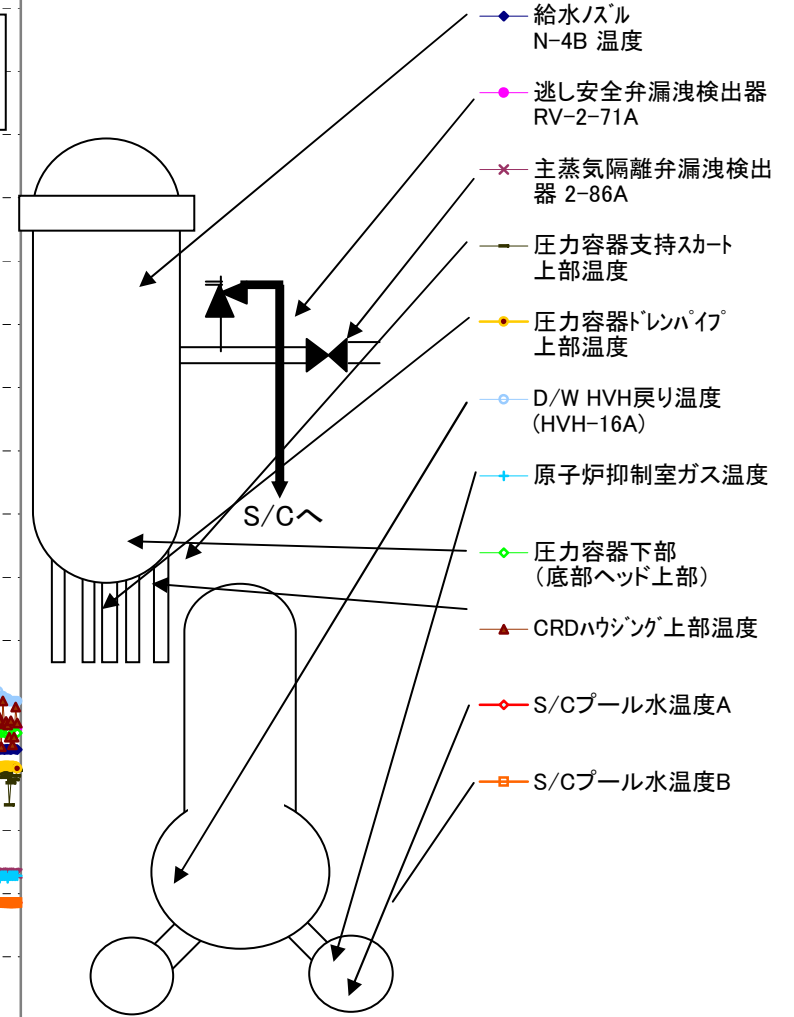 給水ﾉｽﾞﾙ
N-4B 温度
逃し安全弁漏洩検出器
RV-2-71A
主蒸気隔離弁漏洩検出
器 2-86A
圧力容器支持ｽｶｰﾄ
上部温度
圧力容器ﾄﾞﾚﾝﾊﾟｲﾌﾟ
上部温度
D/W HVH戻り温度
(HVH-16A)
原子炉抑制室ガス温度
S/Cへ
圧力容器下部
（底部ヘッド上部）
CRDﾊｳｼﾞﾝｸﾞ上部温度
S/Cプール水温度A
S/Cプール水温度B